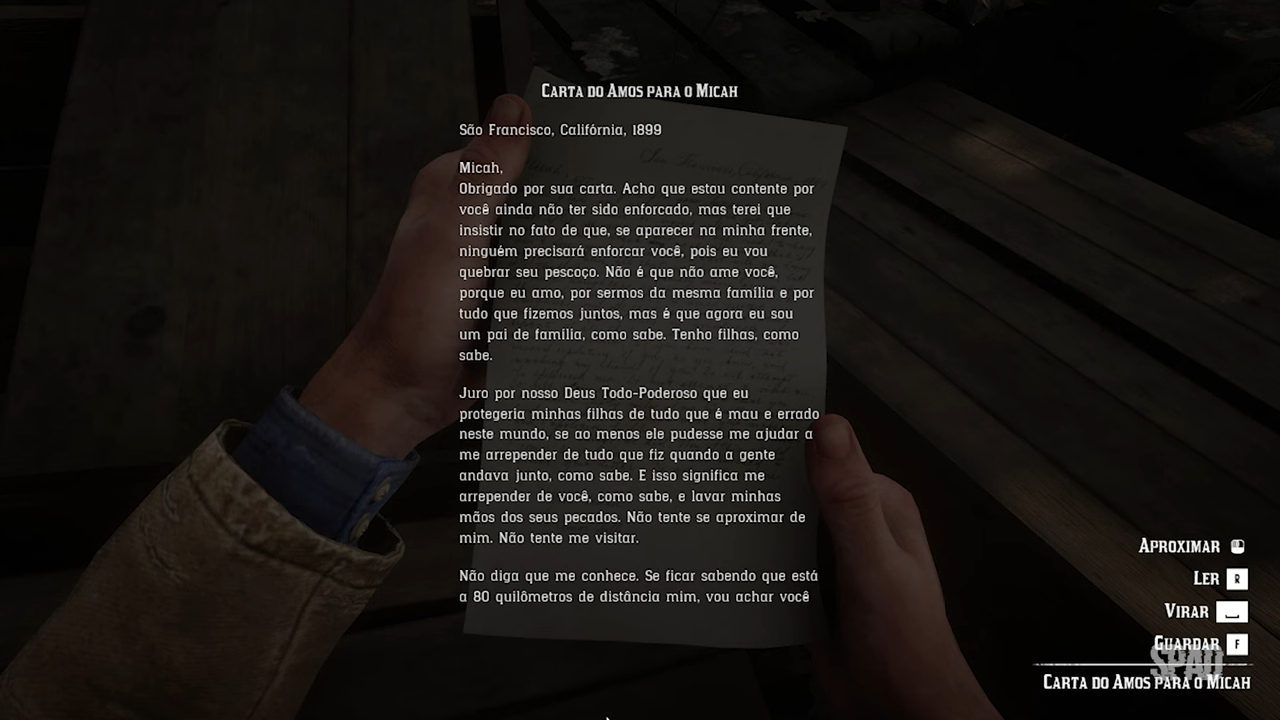 CARTA DO AMOS PARA O MICAH
São Francisco, Califórnia, 1899
Micah,
Obrigado por sua carta. Acho que estou contente por
você ainda não ter sido enforcado, mas terei que
insistir no fato de que, se aparecer na minha frente,
ninguém precisará enforcar você, pois eu vou
quebrar seu pescoço. Não é que não ame você,
porque eu amo, por sermos da mesma família e por
tudo que fizemos juntos, mas é que agora eu sou
um pai de família, como sabe. Tenho filhas, como
sabe.
Juro por nosso Deus Todo-Poderoso que eu
protegeria minhas filhas de tudo que é mau e errado
neste mundo, se ao menos ele pudesse me ajudar a
me arrepender de tudo que fiz quando a gente
andava junto, como sabe. E isso significa me
arrepender de você, como sabe, e lavar minhas
mãos dos seus pecados. Não tente se aproximar de
mim. Não tente me visitar.
Não diga que me conhece. Se ficar sabendo que está
a 80 quilômetros de distância mim, vou achar você
APROXIMAR
LER R
VIRAR
GUARDAR F
SPAO
CARTA DO AMOS PARA O MICAH